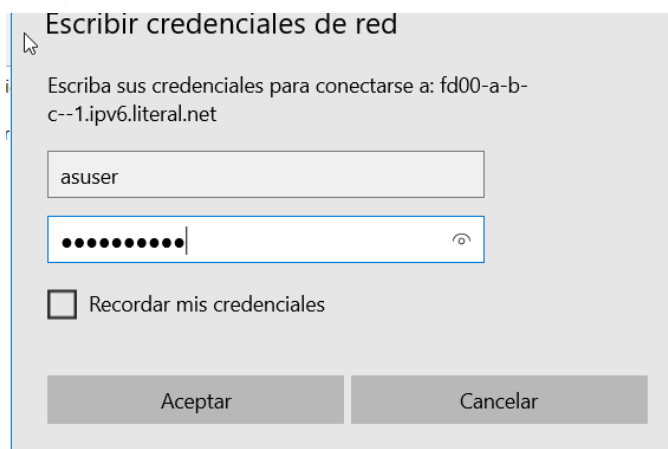 Escribir credenciales de red
Escriba sus credenciales para conectarse a: fd00-a-b-
c--1.ipv6.literal.net
asuser
●●●●●●●●●●
Recordar mis credenciales
Aceptar
Cancelar